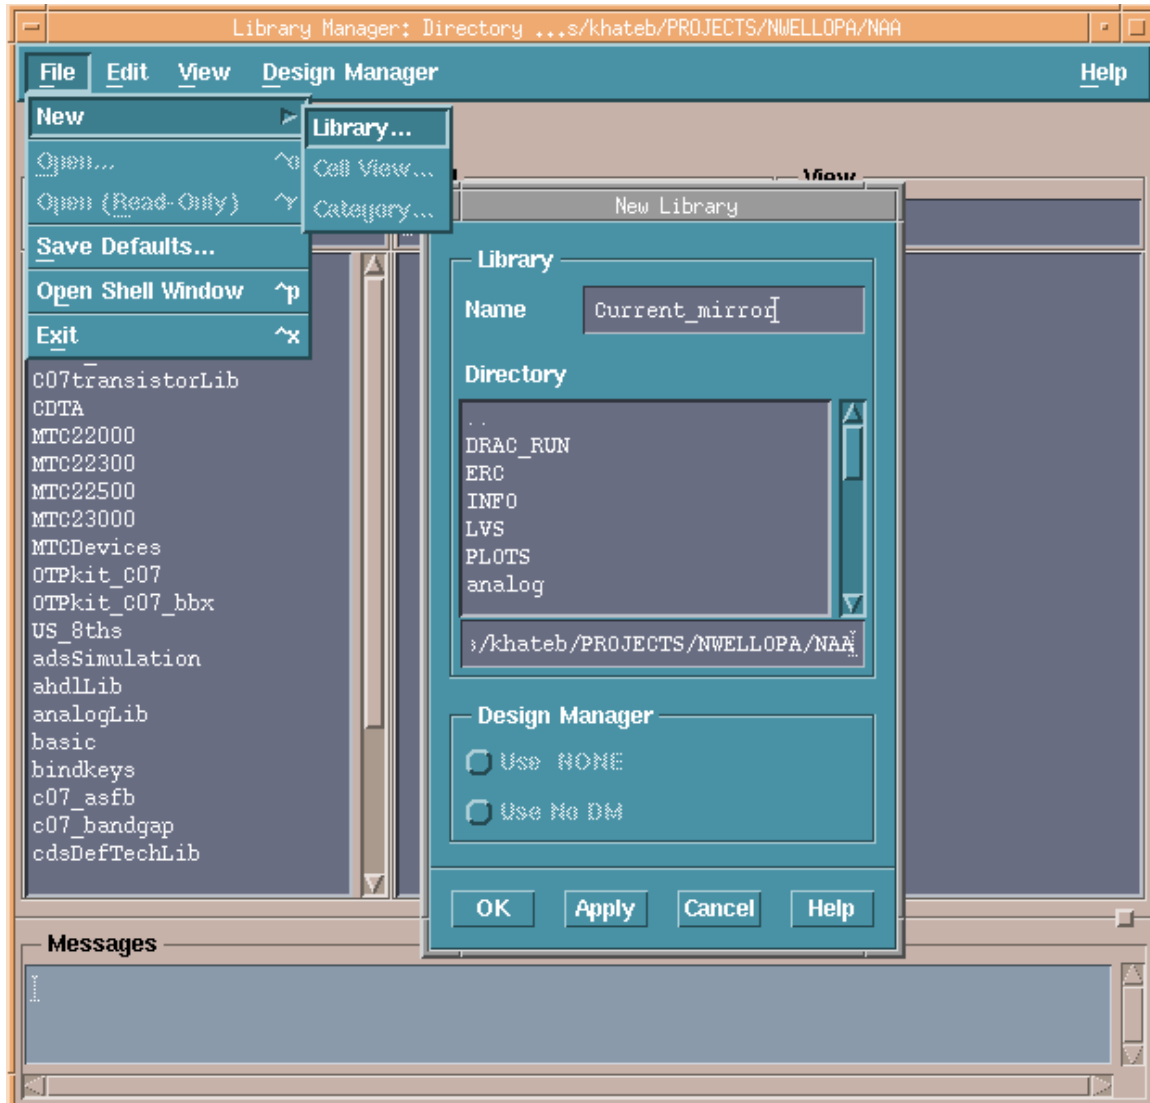 Library Manager: Directory ...s/khateb/PROJECTS/NWELLOPA/NAA
File Edit View Design Manager Help
New
Open... ^o
Open (Read-Only) ^r
Save Defaults...
Open Shell Window ^p
Exit ^x
Library...
Cell View...
Category...
View
C07transistorLib
CDTA
MTC22000
MTC22300
MTC22500
MTC23000
MTCDevices
OTPkit_C07
OTPkit_C07_bbx
US_8ths
adsSimulation
ahdlLib
analogLib
basic
bindkeys
c07_asfb
c07_bandgap
cdsDefTechLib
New Library
Library
Name Current_mirror
Directory
..
DRAC_RUN
ERC
INFO
LVS
PLOTS
analog
s/khateb/PROJECTS/NWELLOPA/NAA
Design Manager
Use NONE
Use No DM
OK Apply Cancel Help
Messages